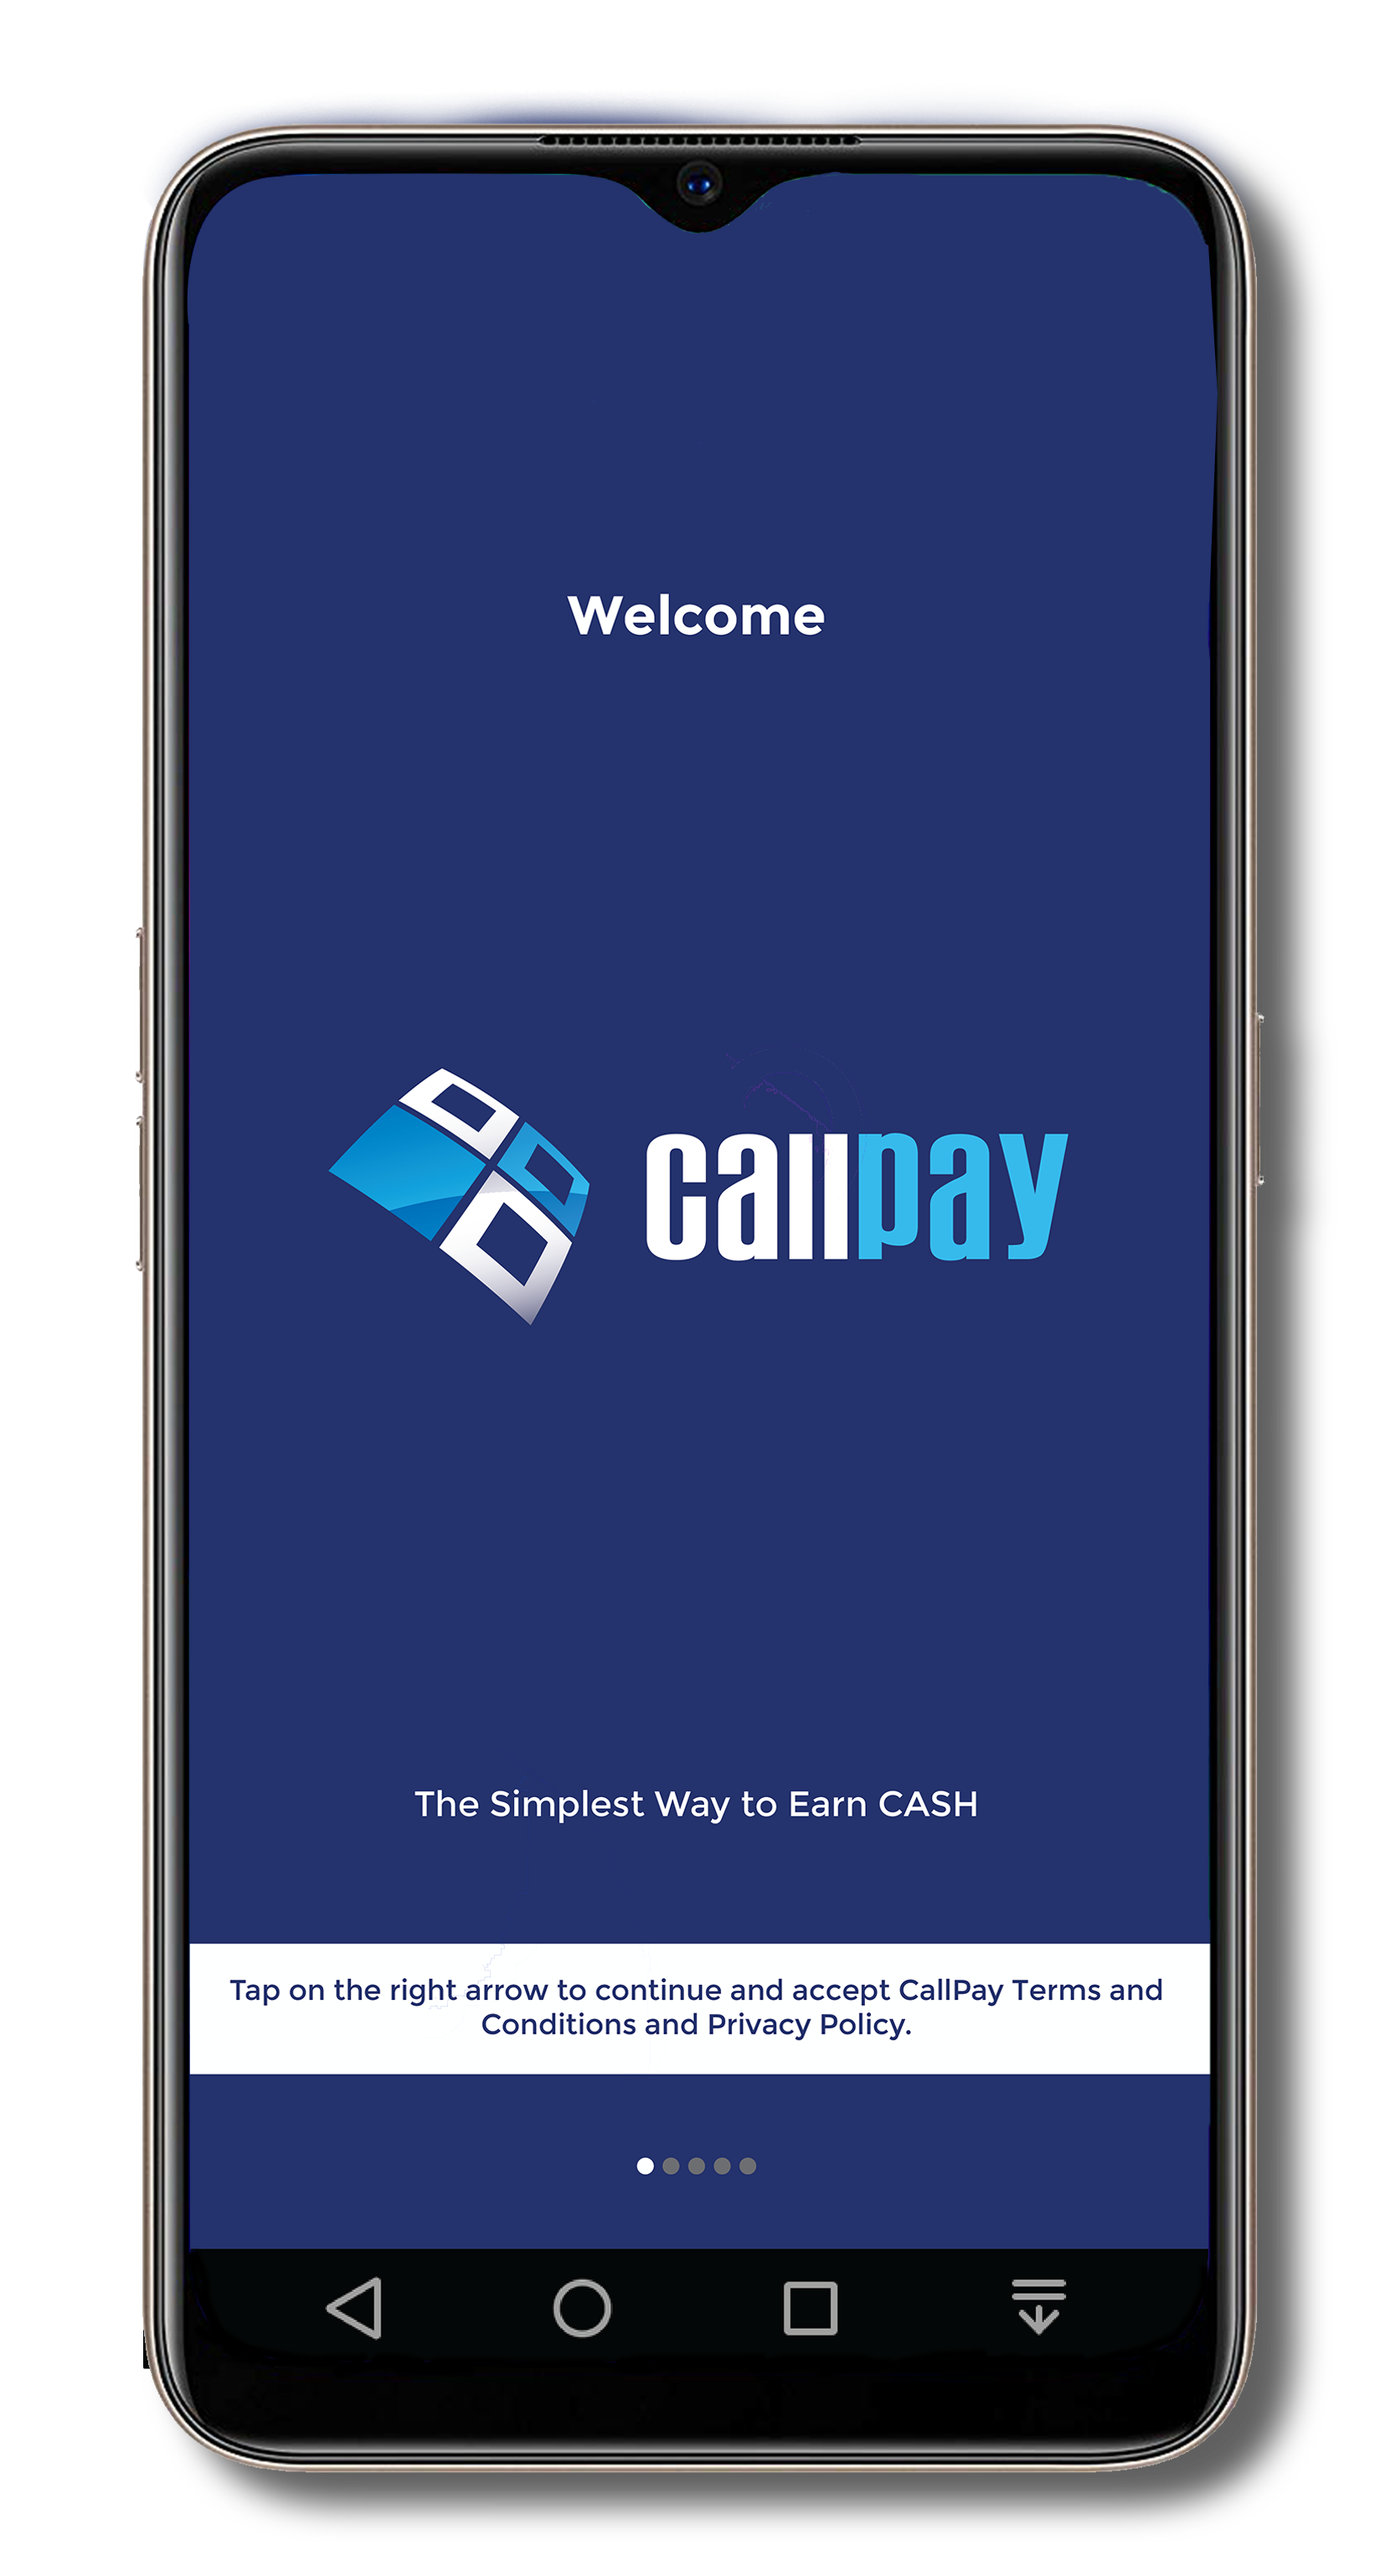 Welcome
callpay
The Simplest Way to Earn CASH
Tap on the right arrow to continue and accept CallPay Terms and
Conditions and Privacy Policy.